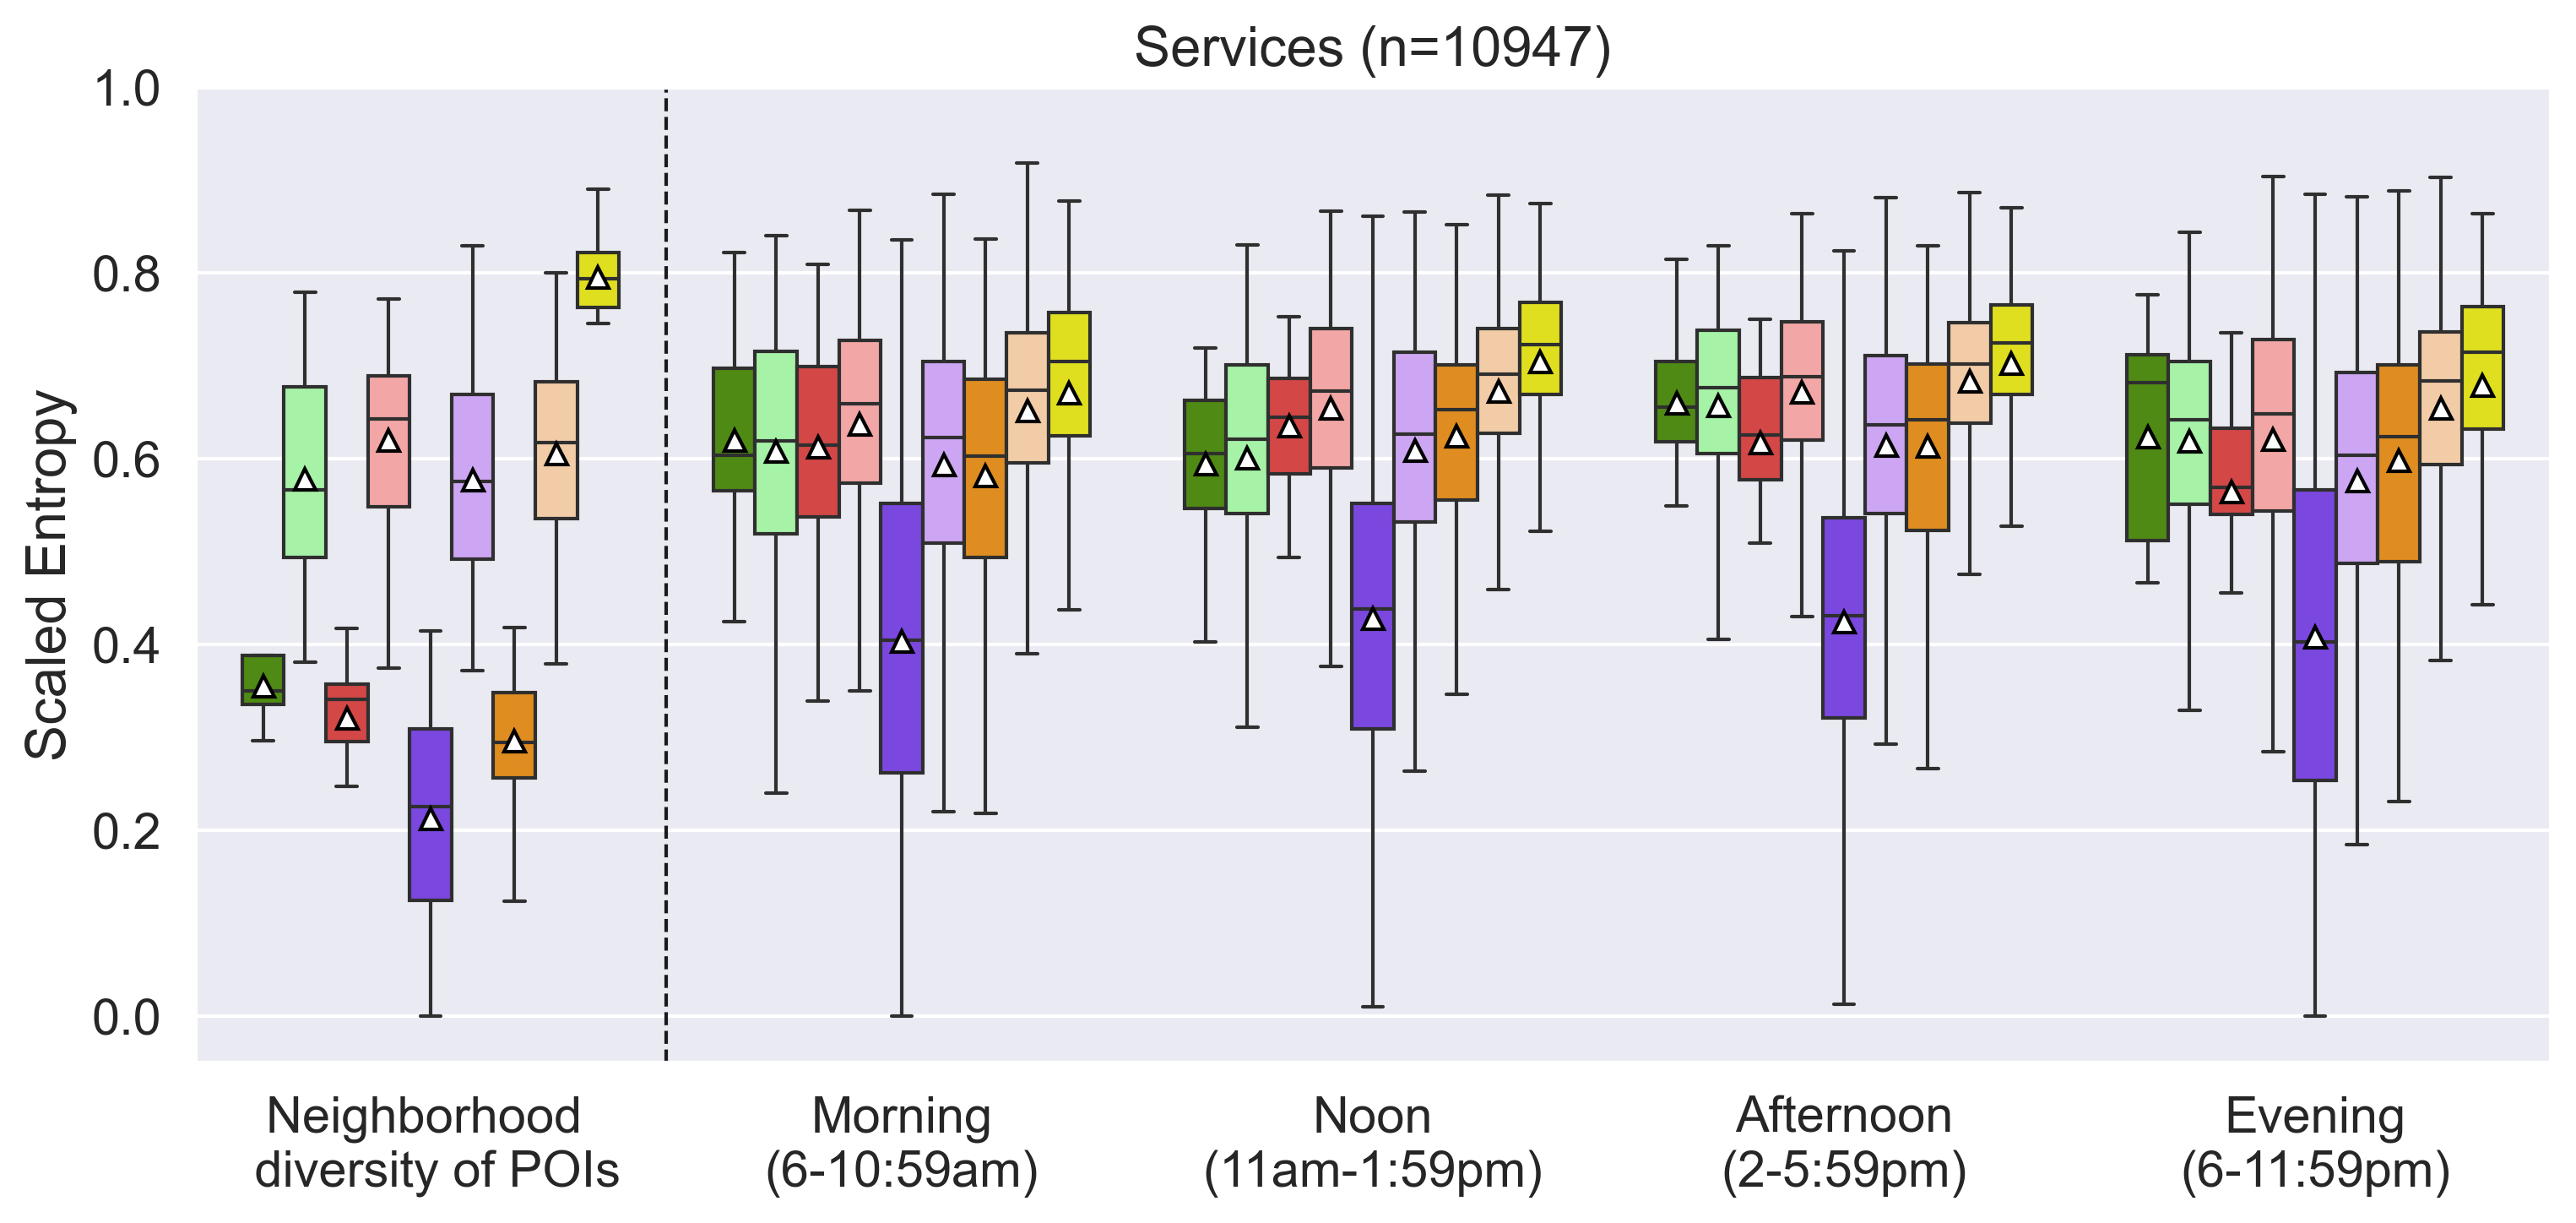 Services (n=10947)
Scaled Entropy
1.0
0.8
0.6
0.4
0.2
0.0
Neighborhood
diversity of POIs
Morning
(6-10:59am)
Noon
(11am-1:59pm)
Afternoon
(2-5:59pm)
Evening
(6-11:59pm)